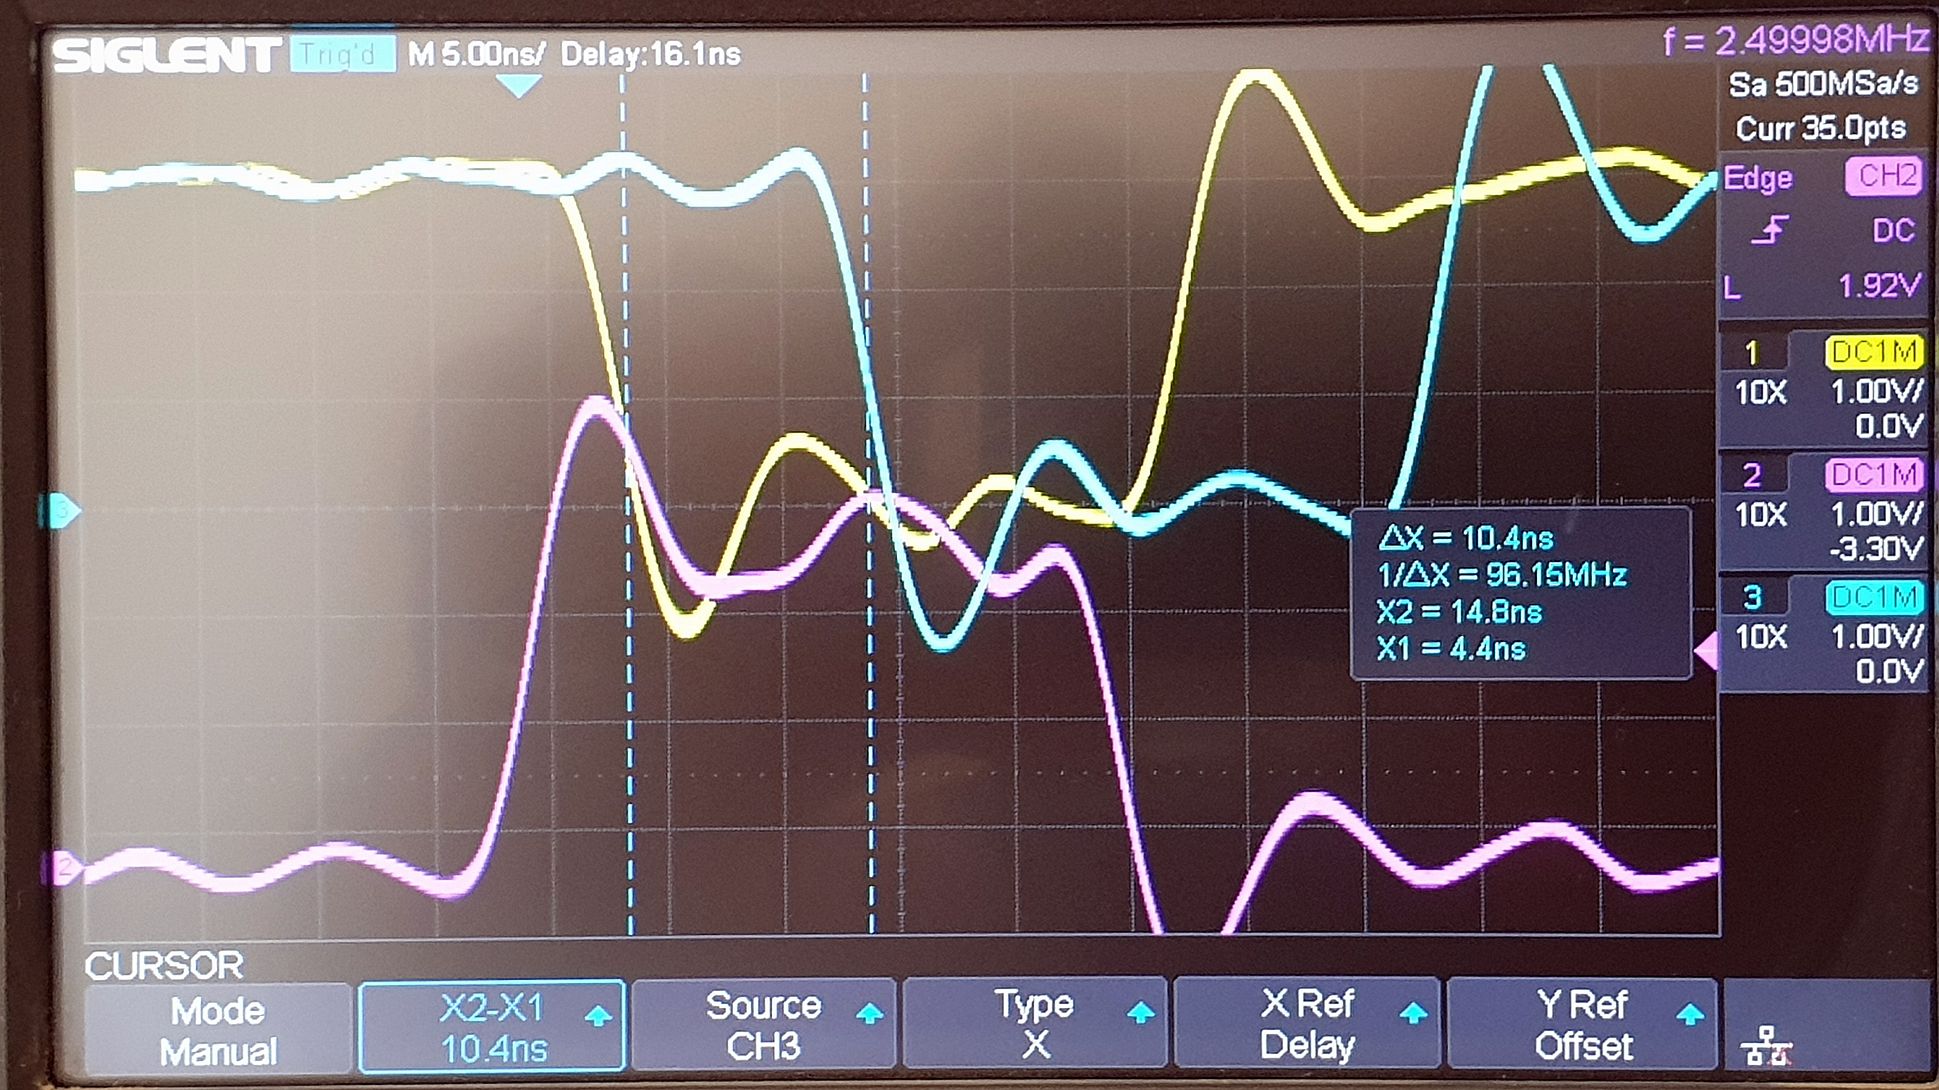 SIGLENT Trig'd M 5.00ns/ Delay:16.1ns
f = 2.49998MHz
Sa 500MSa/s
Curr 35.0pts
Edge CH2
DC
L 1.92V
1 DC1M
10X 1.00V/
0.0V
2 DC1M
10X 1.00V/
-3.30V
3 DC1M
10X 1.00V/
0.0V
3
2
ΔX = 10.4ns
1/ΔX = 96.15MHz
X2 = 14.8ns
X1 = 4.4ns
CURSOR
Mode
Manual
X2-X1
10.4ns
Source
CH3
Type
X
X Ref
Delay
Y Ref
Offset